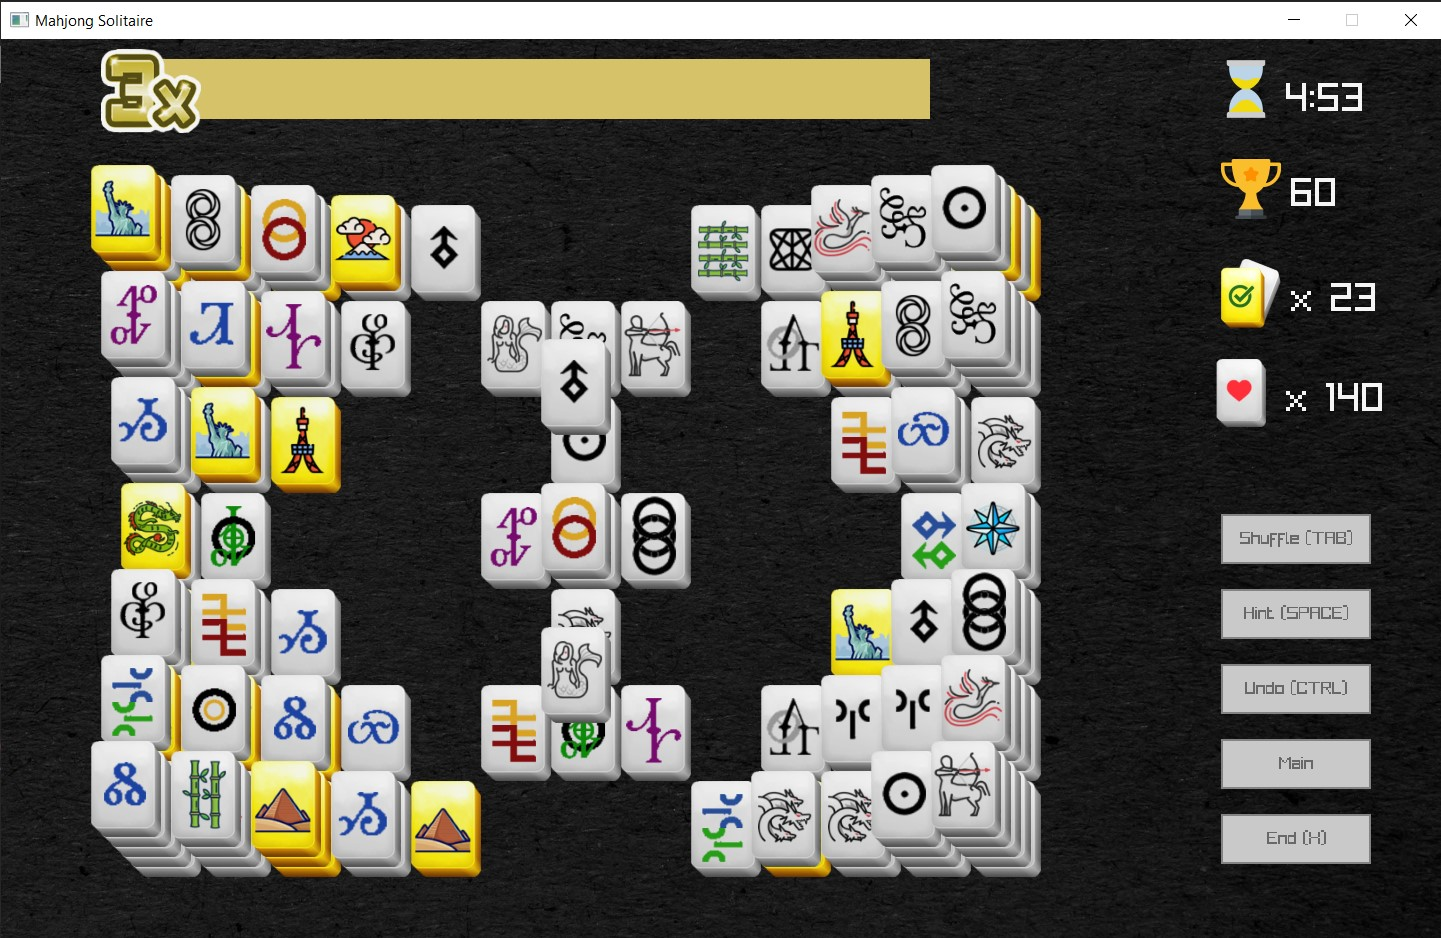 Mahjong Solitaire
4:53
60
x 23
x 140
Shuffle (TAB)
Hint (SPACE)
Undo (CTRL)
Main
End (X)